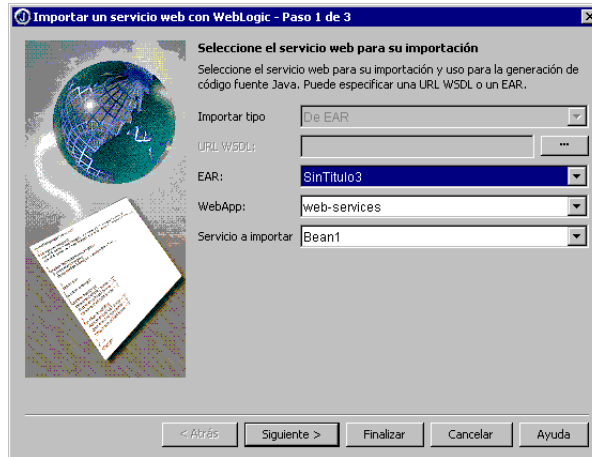 Importar un servicio web con WebLogic - Paso 1 de 3
Seleccione el servicio web para su importación
Seleccione el servicio web para su importación y uso para la generación de
código fuente Java. Puede especificar una URL WSDL o un EAR.
Importar tipo De EAR
URL WSDL: ...
EAR: SinTitulo3
WebApp: web-services
Servicio a importar Bean1
< Atrás Siguiente > Finalizar Cancelar Ayuda